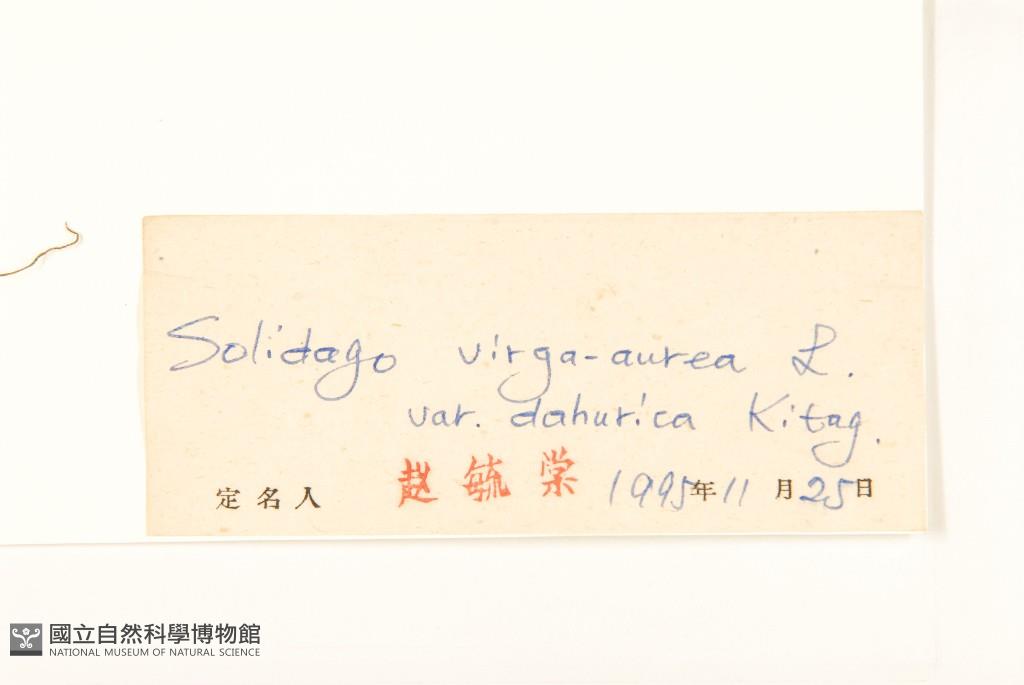 Solidago virga-aurea L.
var. dahurica Kitag.
定名人 赵毓棠 1995年11月25日
國立自然科學博物館
NATIONAL MUSEUM OF NATURAL SCIENCE